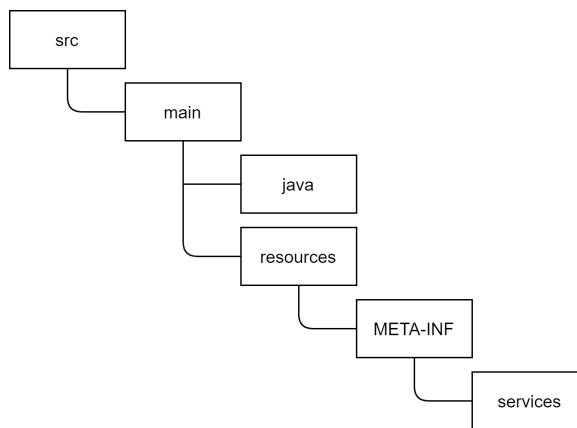 src
main
java
resources
META-INF
services